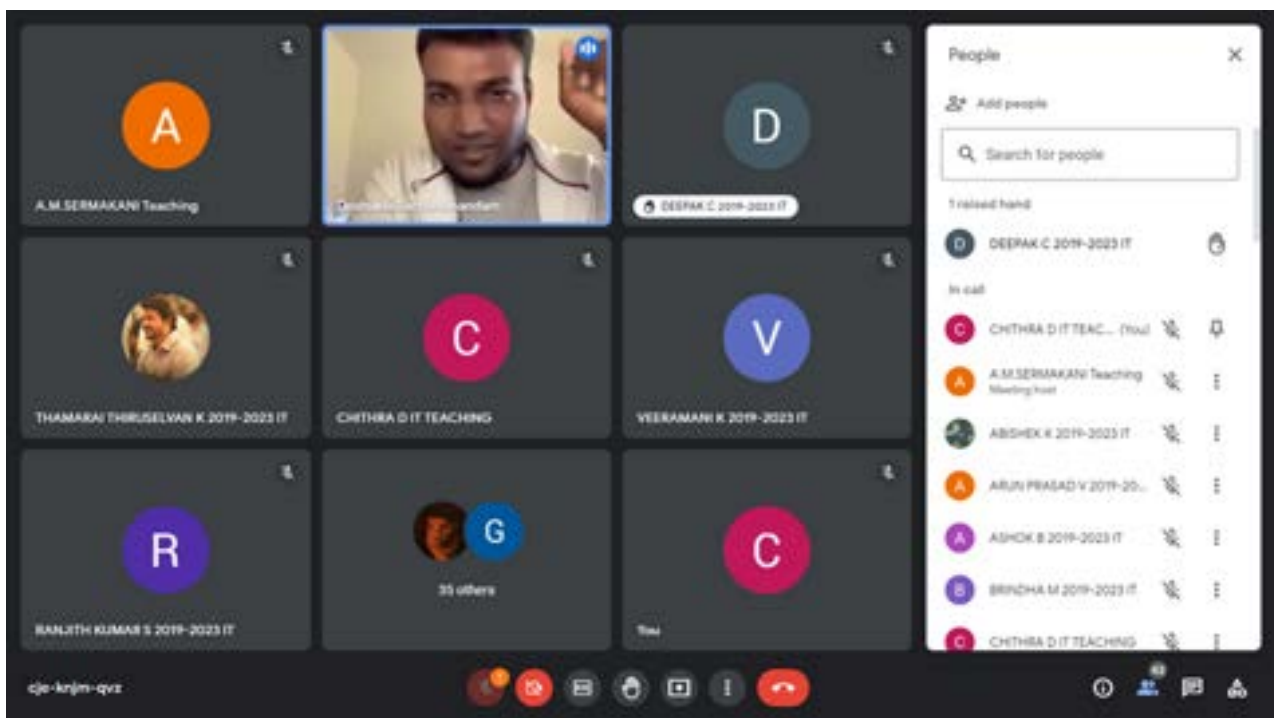 A
A.M.SERMAKANI Teaching
D
DEEPAK C 2019-2023 IT
THAMARAI THIRUSELVAN K 2019-2023 IT
C
CHITHRA D IT TEACHING
V
VEERAMANI K 2019-2023 IT
R
RANJITH KUMAR S 2019-2023 IT
G
35 others
C
You
People
Add people
Search for people
1 raised hand
D DEEPAK C 2019-2023 IT
In call
C CHITHRA D IT TEAC... (You)
A A.M.SERMAKANI Teaching
Meeting host
ABISHEK K 2019-2023 IT
A ARUN PRASAD V 2019-20...
A ASHOK B 2019-2023 IT
B BRINDHA M 2019-2023 IT
C CHITHRA D IT TEACHING
cje-knjm-qvz
43